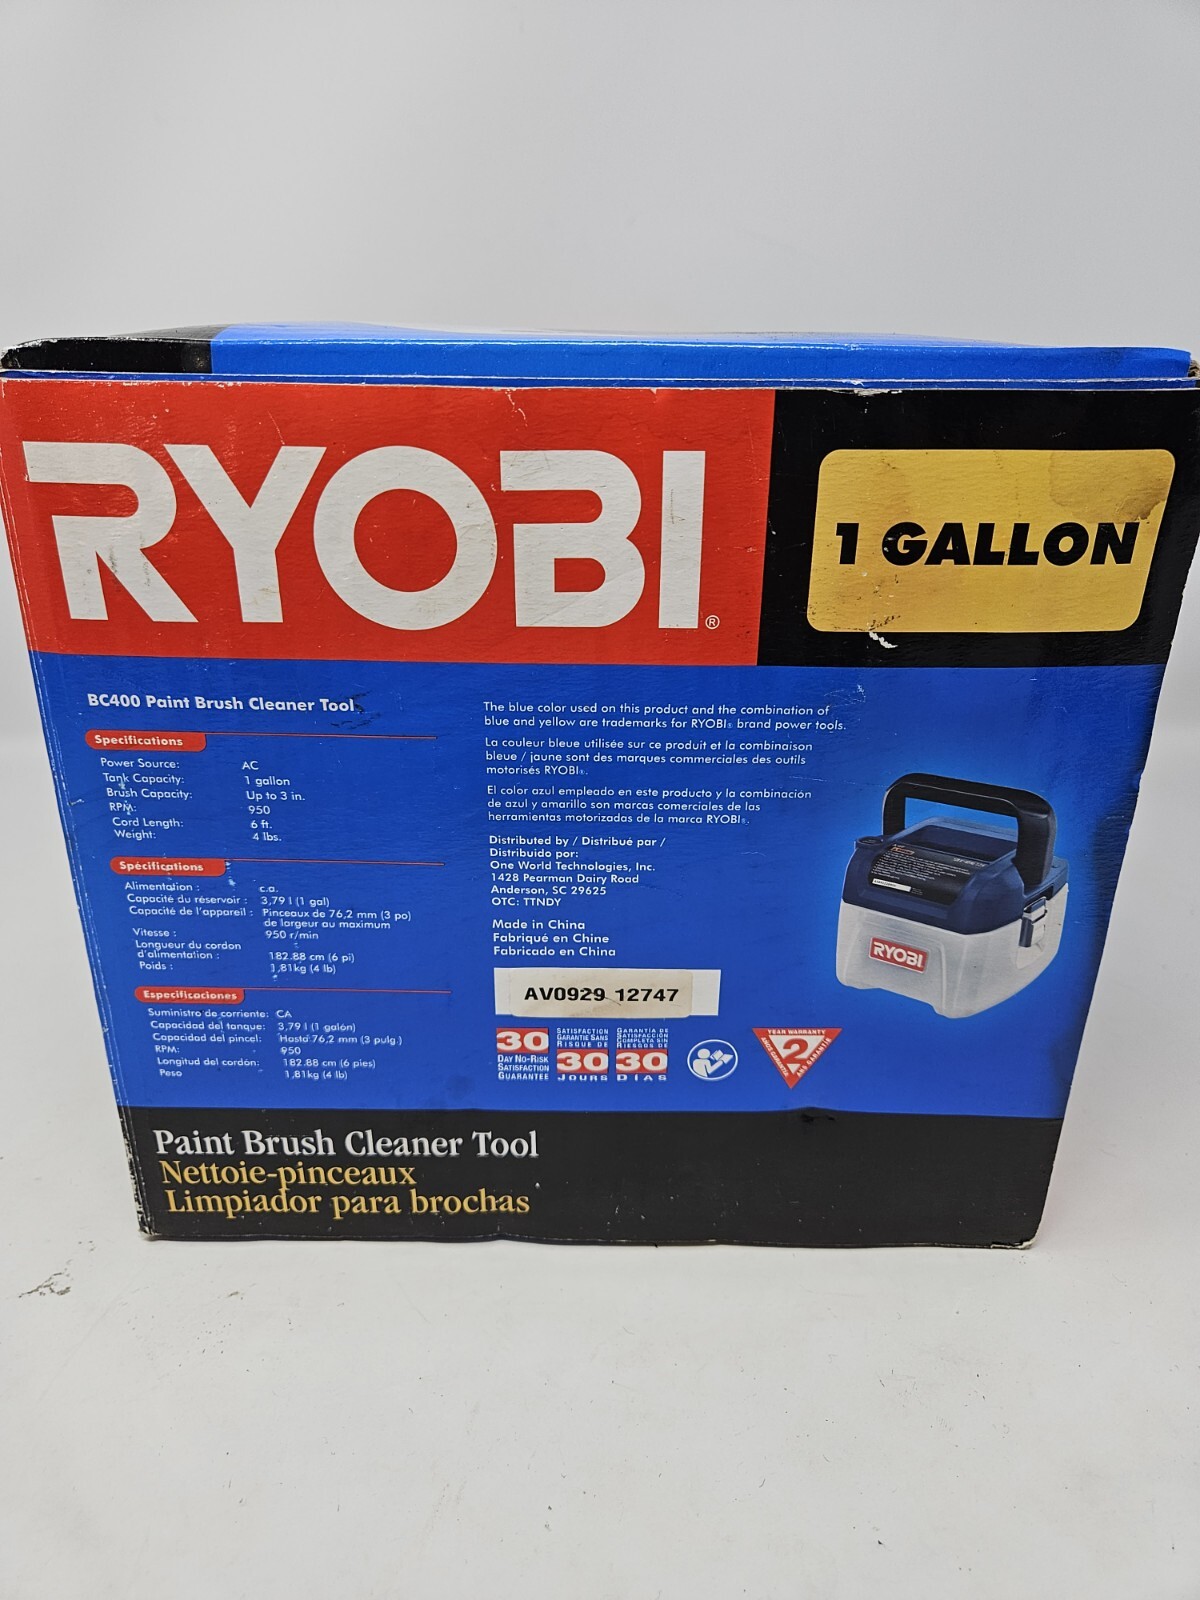 RYOBI®
1 GALLON
BC400 Paint Brush Cleaner Tool
Specifications
Power Source: AC
Tank Capacity: 1 gallon
Brush Capacity: Up to 3 in.
RPM: 950
Cord Length: 6 ft.
Weight: 4 lbs.
Spécifications
Alimentation : c.a.
Capacité du réservoir : 3,79 l (1 gal)
Capacité de l'appareil : Pinceaux de 76,2 mm (3 po)
de largeur au maximum
Vitesse : 950 r/min
Longueur du cordon
d'alimentation : 182.88 cm (6 pi)
Poids : 1,81kg (4 lb)
Especificaciones
Suministro de corriente: CA
Capacidad del tanque: 3,79 l (1 galón)
Capacidad del pincel: Hasta 76,2 mm (3 pulg.)
RPM: 950
Longitud del cordón: 182.88 cm (6 pies)
Peso 1,81kg (4 lb)
The blue color used on this product and the combination of
blue and yellow are trademarks for RYOBI® brand power tools.
La couleur bleue utilisée sur ce produit et la combinaison
bleue / jaune sont des marques commerciales des outils
motorisés RYOBI®.
El color azul empleado en este producto y la combinación
de azul y amarillo son marcas comerciales de las
herramientas motorizadas de la marca RYOBI®.
Distributed by / Distribué par /
Distribuido por:
One World Technologies, Inc.
1428 Pearman Dairy Road
Anderson, SC 29625
OTC: TTNDY
Made in China
Fabriqué en Chine
Fabricado en China
AV0929 12747
30
DAY NO-RISK
SATISFACTION
GUARANTEE
SATISFACTION
GARANTIE SANS
RISQUE DE
30
JOURS
GARANTÍA DE
SATISFACCIÓN
COMPLETA SIN
RIESGOS DE
30
DIAS
YEAR WARRANTY
2
ANS GARANTIE
AÑOS GARANTÍA
RYOBI
Paint Brush Cleaner Tool
Nettoie-pinceaux
Limpiador para brochas